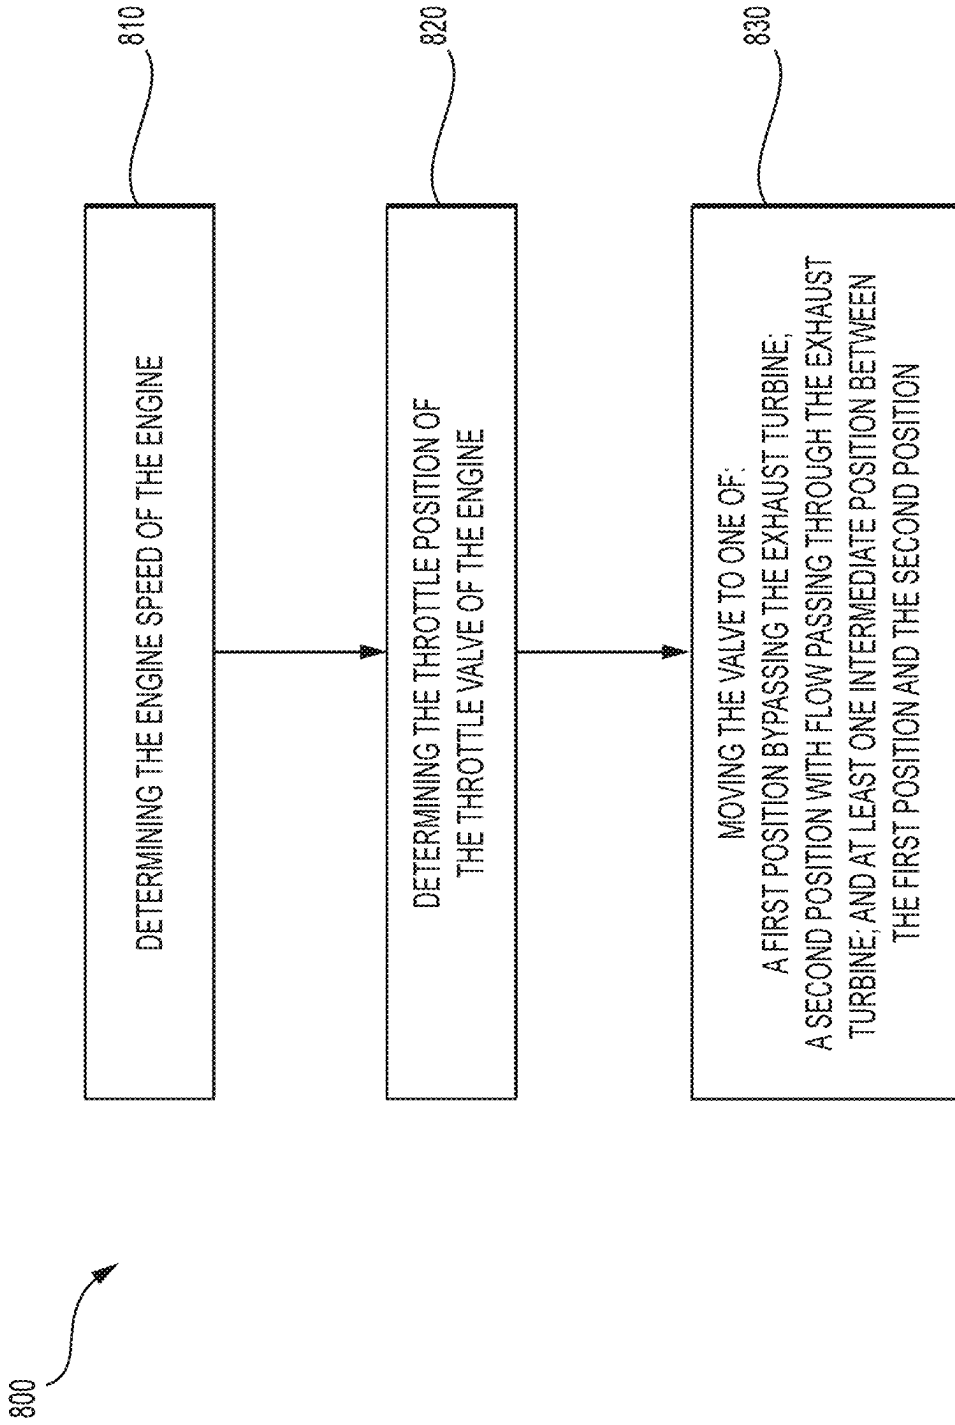 800
DETERMINING THE ENGINE SPEED OF THE ENGINE
810
DETERMINING THE THROTTLE POSITION OF
THE THROTTLE VALVE OF THE ENGINE
820
MOVING THE VALVE TO ONE OF:
A FIRST POSITION BYPASSING THE EXHAUST TURBINE;
A SECOND POSITION WITH FLOW PASSING THROUGH THE EXHAUST
TURBINE; AND AT LEAST ONE INTERMEDIATE POSITION BETWEEN
THE FIRST POSITION AND THE SECOND POSITION
830